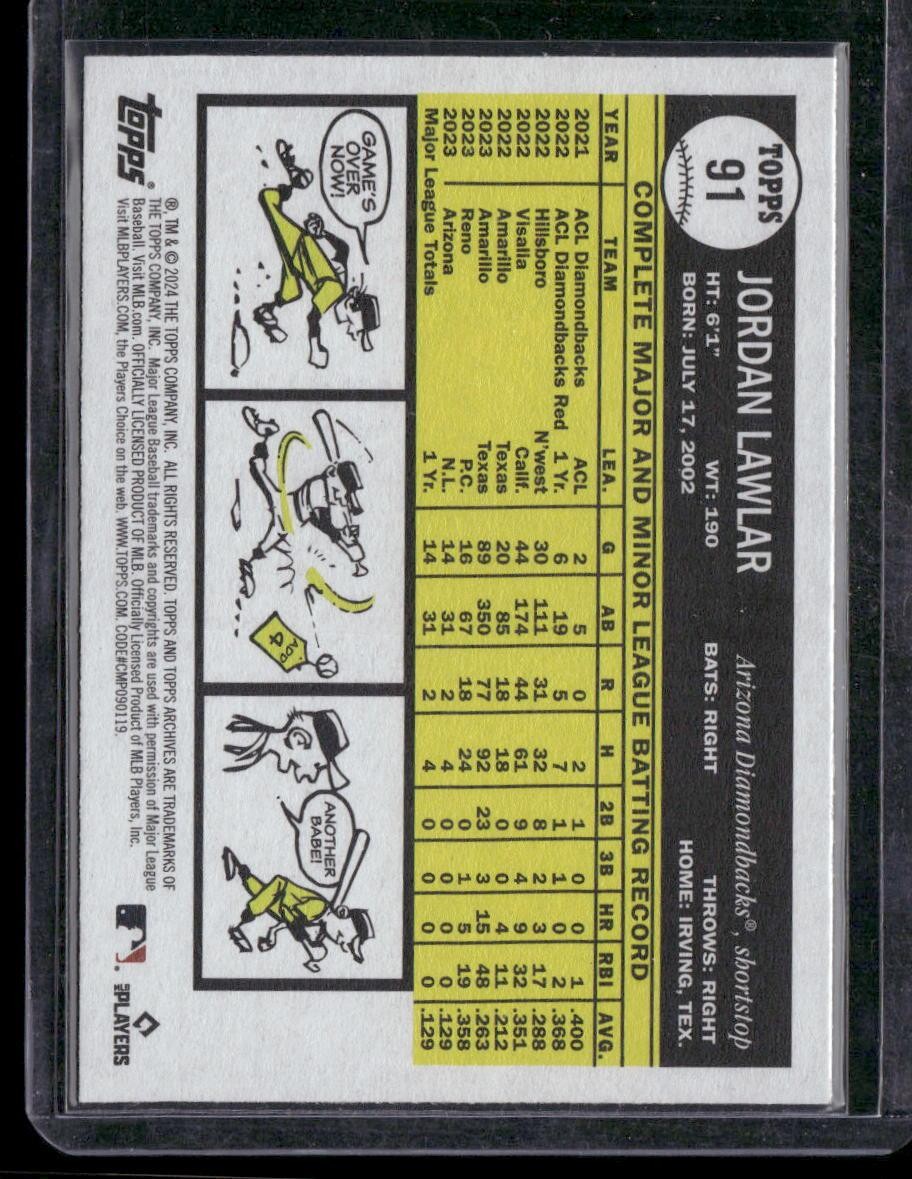 TOPPS
91
JORDAN LAWLAR
Arizona Diamondbacks®, shortstop
HT: 6'1" WT: 190 BATS: RIGHT THROWS: RIGHT
BORN: JULY 17, 2002 HOME: IRVING, TEX.
COMPLETE MAJOR AND MINOR LEAGUE BATTING RECORD
YEAR TEAM LEA. G AB R H 2B 3B HR RBI AVG.
2021 ACL Diamondbacks ACL 2 5 0 2 1 0 0 1 .400
2022 ACL Diamondbacks Red 1 Yr. 6 19 5 7 1 1 0 2 .368
2022 Hillsboro N'west 30 111 31 32 8 2 3 17 .288
2022 Visalia Calif. 44 174 44 61 9 4 9 32 .351
2022 Amarillo Texas 20 85 18 18 0 0 4 11 .212
2023 Amarillo Texas 89 350 77 92 23 3 15 48 .263
2023 Reno P.C. 16 67 18 24 0 1 5 19 .358
2023 Arizona N.L. 14 31 2 4 0 0 0 0 .129
Major League Totals 1 Yr. 14 31 2 4 0 0 0 0 .129
GAME'S
OVER
NOW!
ADP
4
ANOTHER
BABE!
topps®
® TM & © 2024 THE TOPPS COMPANY, INC. ALL RIGHTS RESERVED. TOPPS AND TOPPS ARCHIVES ARE TRADEMARKS OF
THE TOPPS COMPANY, INC. Major League Baseball trademarks and copyrights are used with permission of Major League
Baseball. Visit MLB.com. OFFICIALLY LICENSED PRODUCT OF MLB. Officially Licensed Product of MLB Players, Inc.
Visit MLBPLAYERS.COM, the Players Choice on the web. WWW.TOPPS.COM. CODE#CMP090119.
MLB PLAYERS